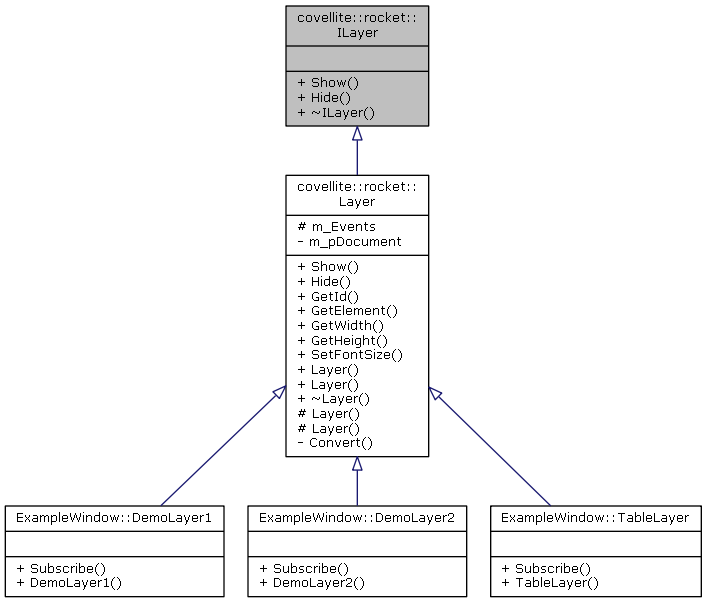 covellite::rocket::
ILayer
+ Show()
+ Hide()
+ ~ILayer()
covellite::rocket::
Layer
# m_Events
- m_pDocument
+ Show()
+ Hide()
+ GetId()
+ GetElement()
+ GetWidth()
+ GetHeight()
+ SetFontSize()
+ Layer()
+ Layer()
+ ~Layer()
# Layer()
# Layer()
- Convert()
ExampleWindow::DemoLayer1
+ Subscribe()
+ DemoLayer1()
ExampleWindow::DemoLayer2
+ Subscribe()
+ DemoLayer2()
ExampleWindow::TableLayer
+ Subscribe()
+ TableLayer()